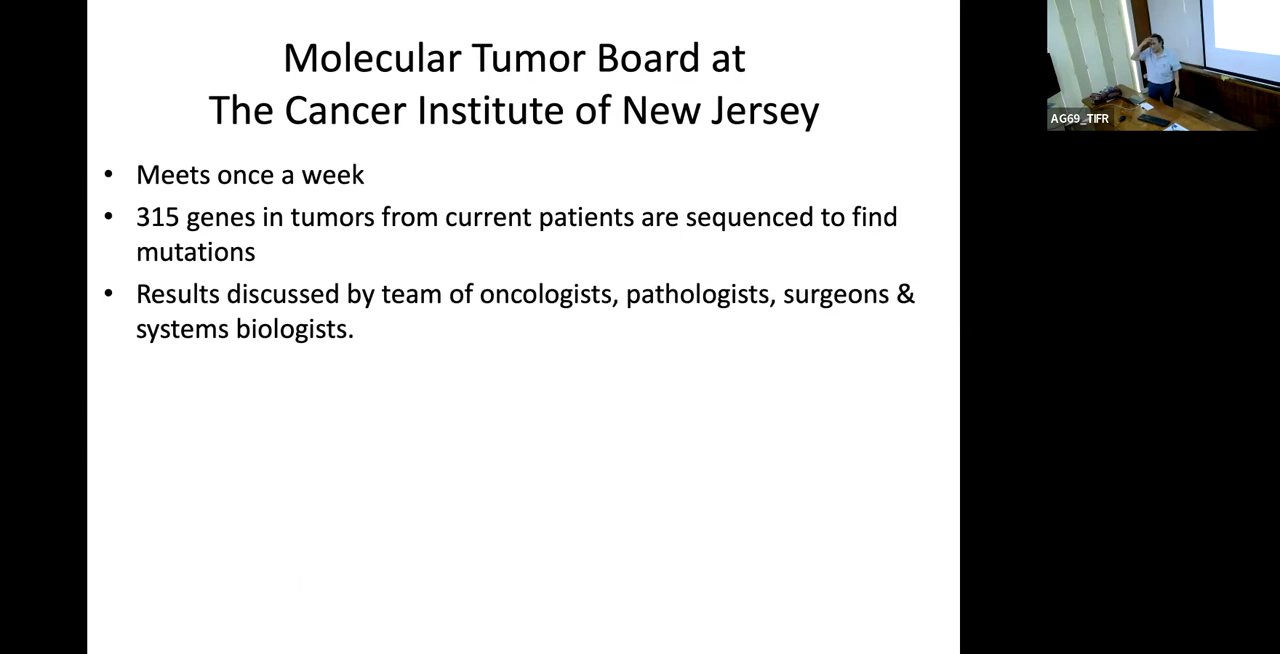 Molecular Tumor Board at
The Cancer Institute of New Jersey
• Meets once a week
• 315 genes in tumors from current patients are sequenced to find
mutations
• Results discussed by team of oncologists, pathologists, surgeons &
systems biologists.
AG69_TIFR